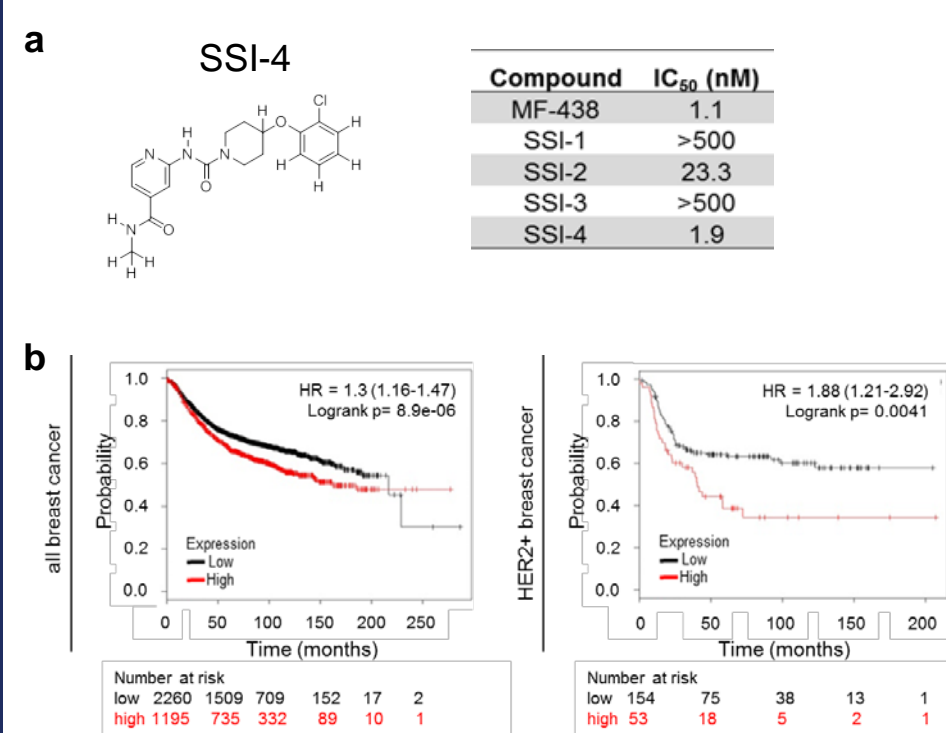 a
SSI-4
Cl
H
O
H
H
N
N
N
H
O
H
H
H
N
O
H
H
H
Compound IC50 (nM)
MF-438 1.1
SSI-1 >500
SSI-2 23.3
SSI-3 >500
SSI-4 1.9
b
all breast cancer
Probability
1.0
0.8
0.6
0.4
0.2
0.0
HR = 1.3 (1.16-1.47)
Logrank p= 8.9e-06
Expression
Low
High
0 50 100 150 200 250
Time (months)
Number at risk
low 2260 1509 709 152 17 2
high 1195 735 332 89 10 1
HER2+ breast cancer
Probability
1.0
0.8
0.6
0.4
0.2
0.0
HR = 1.88 (1.21-2.92)
Logrank p= 0.0041
Expression
Low
High
0 50 100 150 200
Time (months)
Number at risk
low 154 75 38 13 1
high 53 18 5 2 1